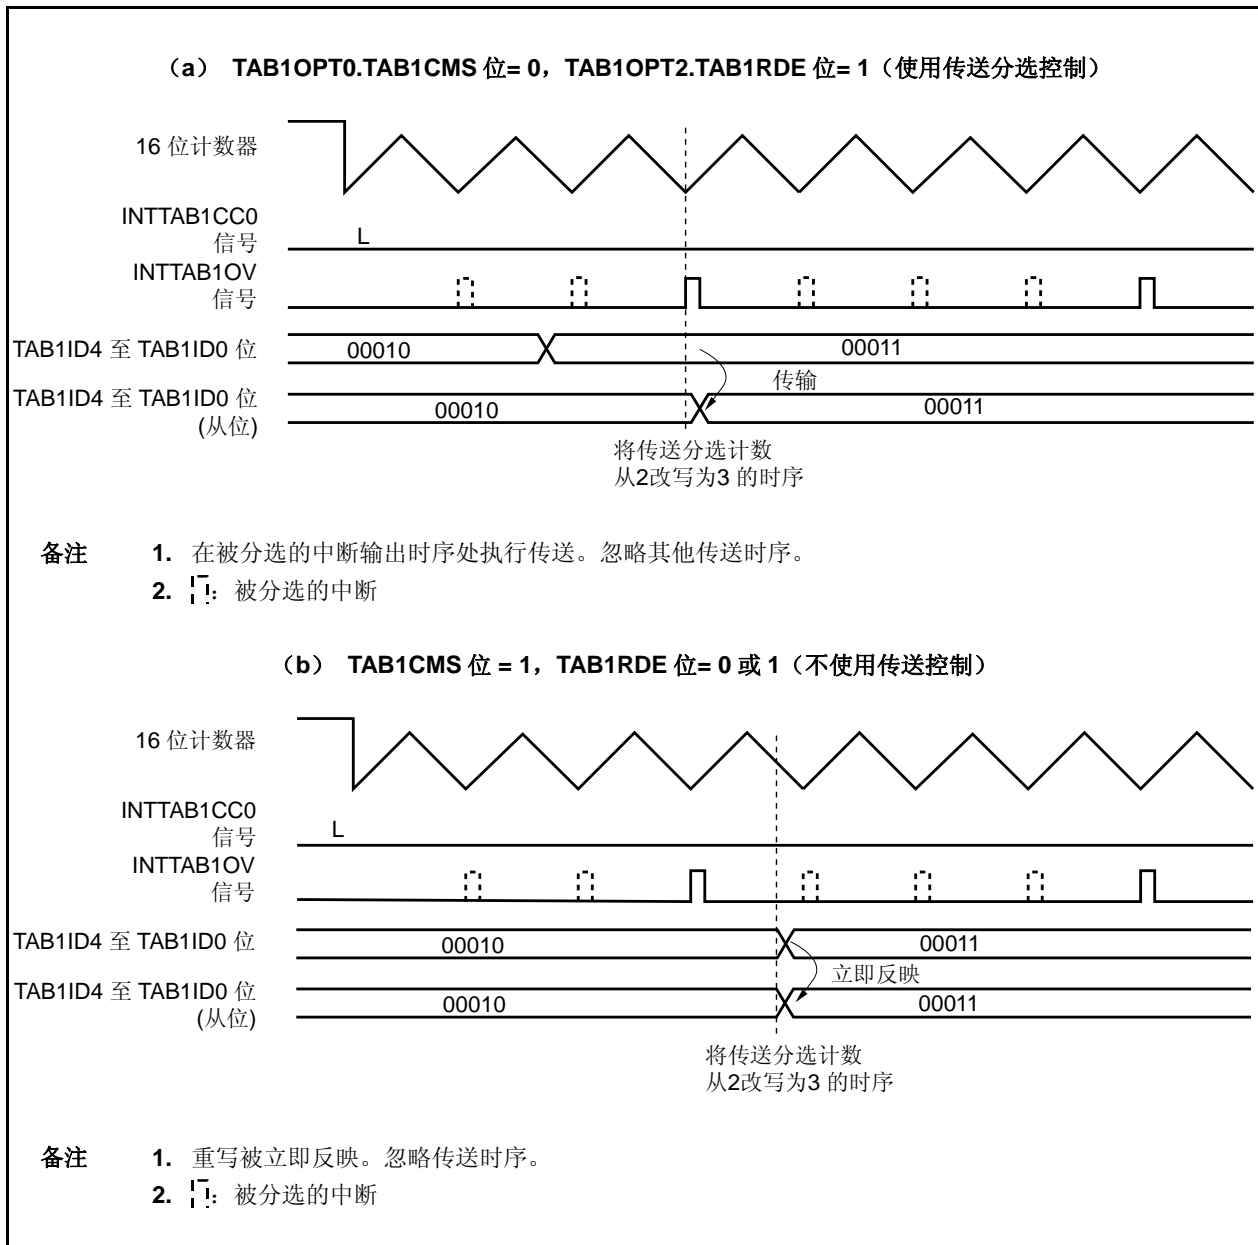 （a） TAB1OPT0.TAB1CMS 位= 0，TAB1OPT2.TAB1RDE 位= 1（使用传送分选控制）
16 位计数器
INTTAB1CC0
信号
L
INTTAB1OV
信号
TAB1ID4 至 TAB1ID0 位
00010
00011
传输
TAB1ID4 至 TAB1ID0 位
(从位)
00010
00011
将传送分选计数
从2改写为3 的时序
备注 1. 在被分选的中断输出时序处执行传送。忽略其他传送时序。
2. ：被分选的中断
（b） TAB1CMS 位 = 1，TAB1RDE 位= 0 或 1（不使用传送控制）
16 位计数器
INTTAB1CC0
信号
L
INTTAB1OV
信号
TAB1ID4 至 TAB1ID0 位
00010
00011
立即反映
TAB1ID4 至 TAB1ID0 位
(从位)
00010
00011
将传送分选计数
从2改写为3 的时序
备注 1. 重写被立即反映。忽略传送时序。
2. ：被分选的中断